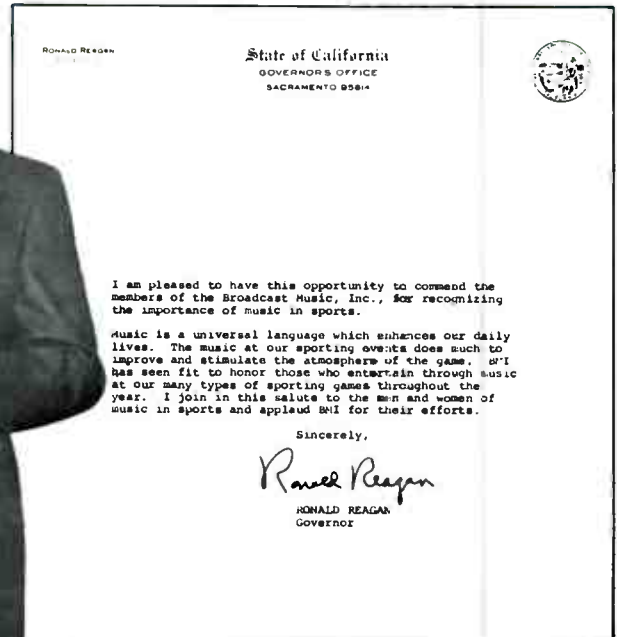 RONALD REAGAN
State of California
GOVERNOR'S OFFICE
SACRAMENTO 95814
I am pleased to have this opportunity to commend the
members of the Broadcast Music, Inc., for recognizing
the importance of music in sports.
Music is a universal language which enhances our daily
lives. The music at our sporting events does much to
improve and stimulate the atmosphere of the game. BMI
has seen fit to honor those who entertain through music
at our many types of sporting games throughout the
year. I join in this salute to the men and women of
music in sports and applaud BMI for their efforts.
Sincerely,
Ronald Reagan
RONALD REAGAN
Governor